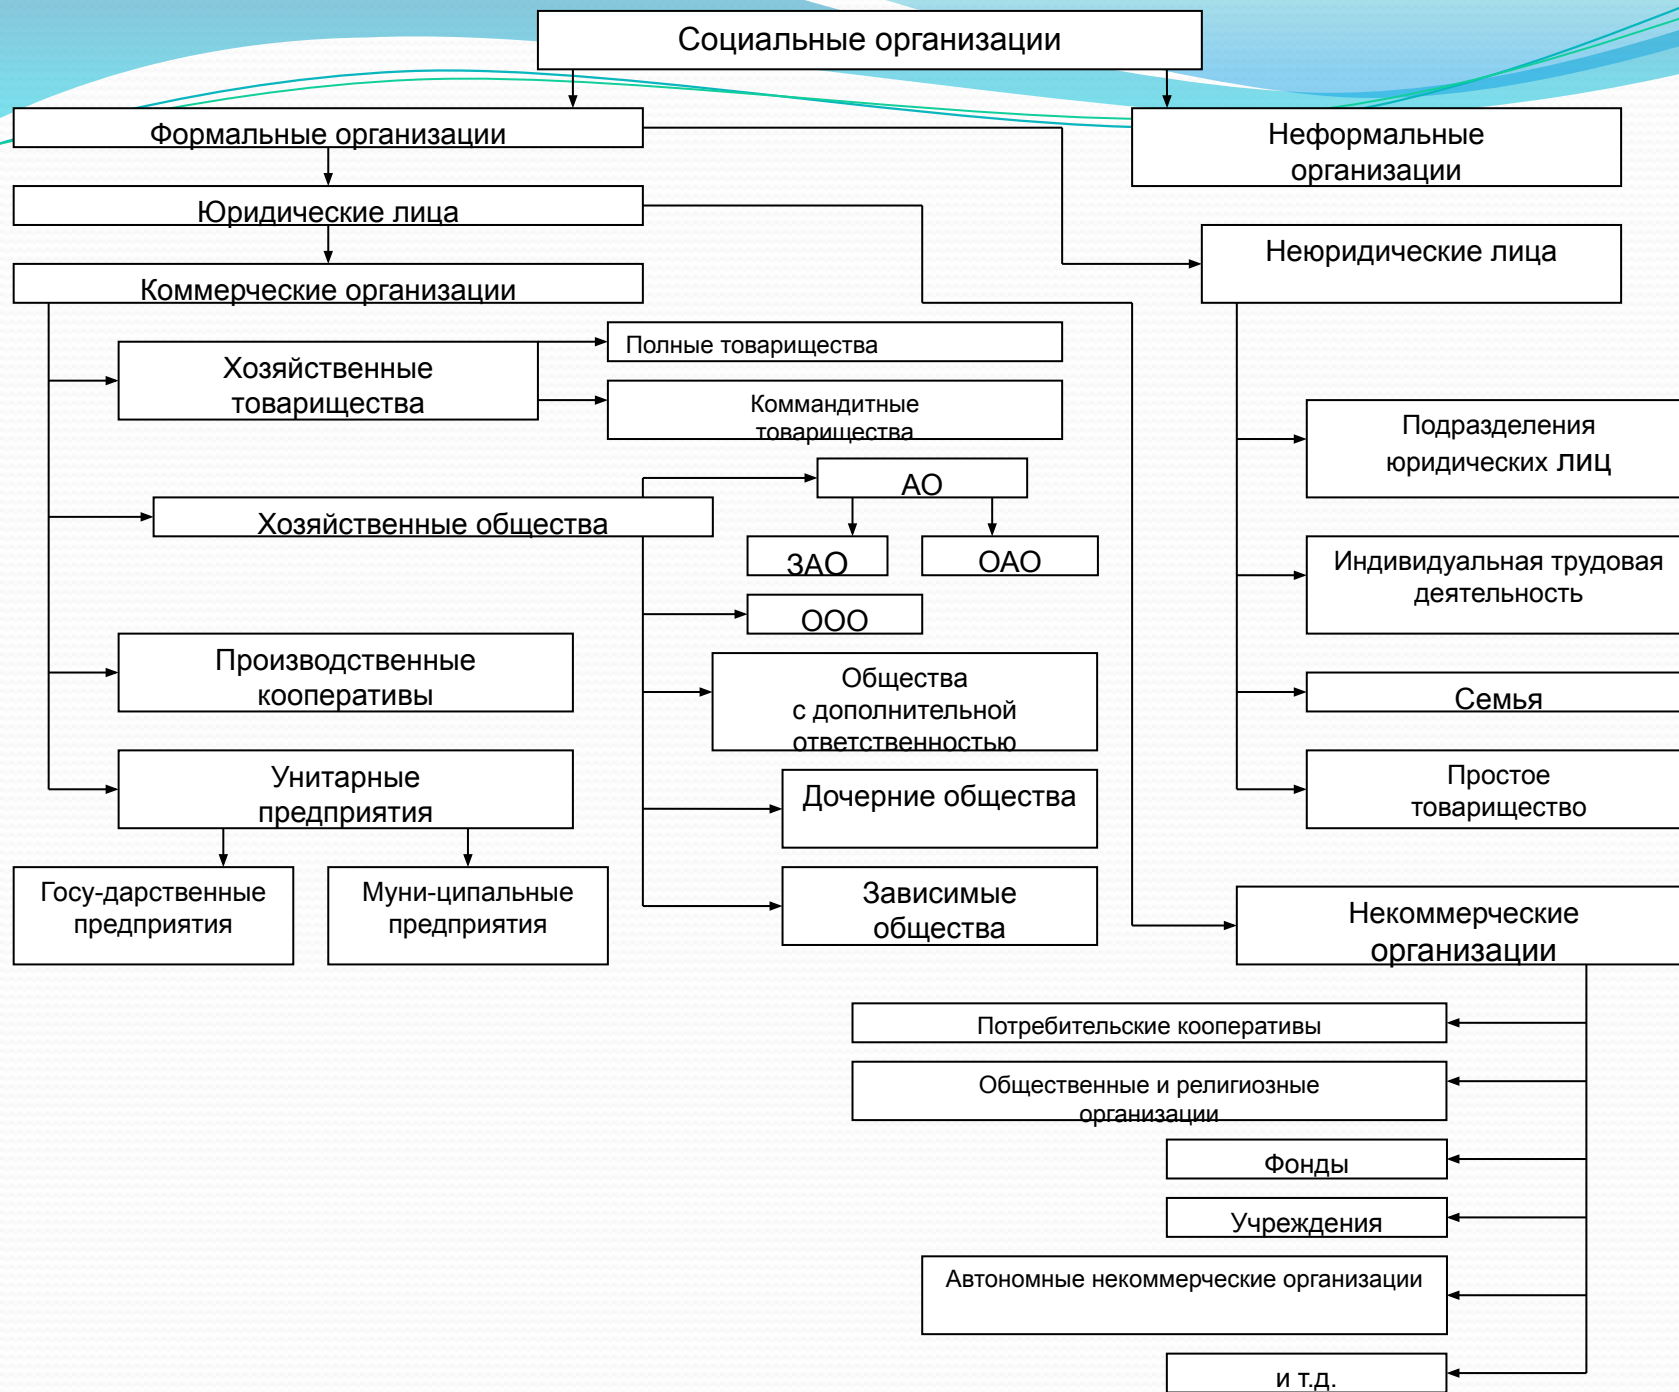 Социальные организации
Формальные организации
Неформальные
организации
Юридические лица
Неюридические лица
Коммерческие организации
Хозяйственные
товарищества
Полные товарищества
Коммандитные
товарищества
Хозяйственные общества
АО
ЗАО
ОАО
ООО
Общества
с дополнительной
ответственностью
Дочерние общества
Зависимые
общества
Производственные
кооперативы
Унитарные
предприятия
Госу-дарственные
предприятия
Муни-ципальные
предприятия
Подразделения
юридических лиц
Индивидуальная трудовая
деятельность
Семья
Простое
товарищество
Некоммерческие
организации
Потребительские кооперативы
Общественные и религиозные
организации
Фонды
Учреждения
Автономные некоммерческие организации
и т.д.